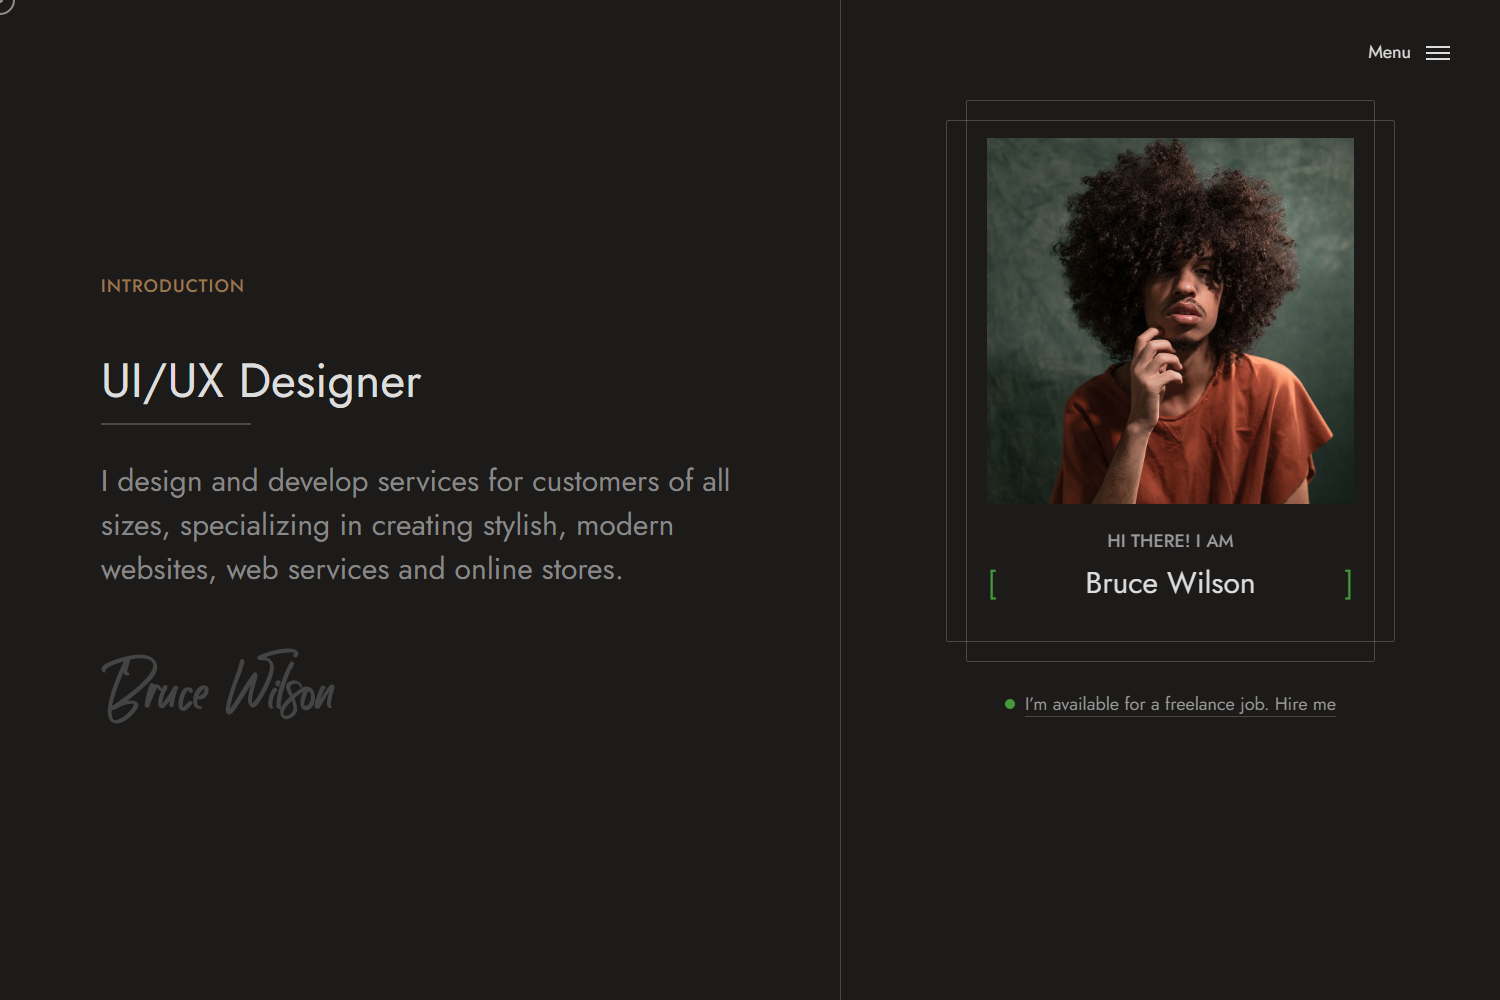 Menu
INTRODUCTION
UI/UX Designer
I design and develop services for customers of all
sizes, specializing in creating stylish, modern
websites, web services and online stores.
Bruce Wilson
HI THERE! I AM
[ Bruce Wilson ]
I'm available for a freelance job. Hire me